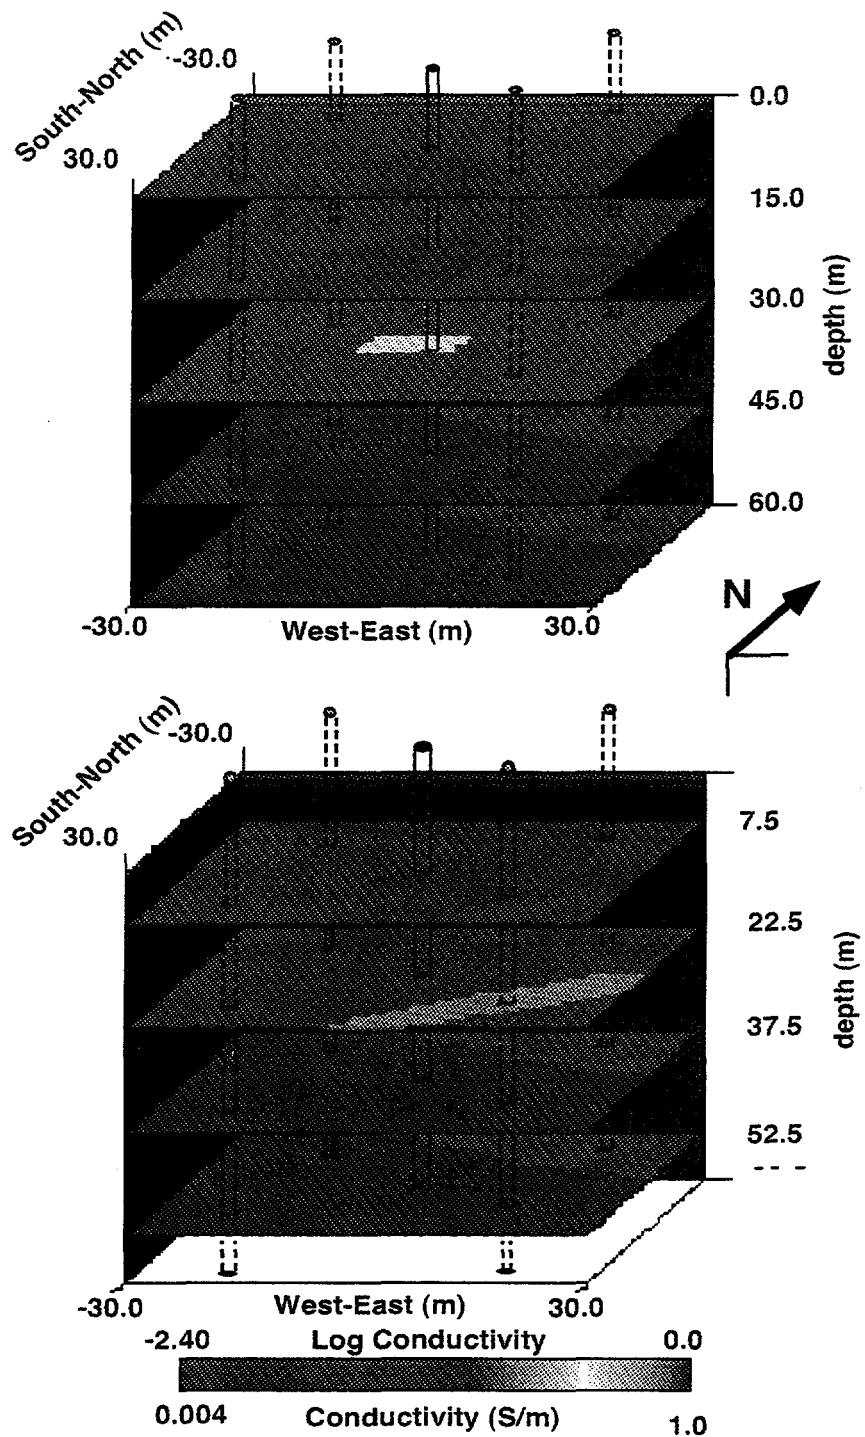 South-North (m)
-30.0
30.0
0.0
15.0
30.0
45.0
60.0
depth (m)
-30.0
West-East (m)
30.0
N
South-North (m)
-30.0
30.0
7.5
22.5
37.5
52.5
depth (m)
-30.0
West-East (m)
30.0
-2.40
Log Conductivity
0.0
0.004
Conductivity (S/m)
1.0